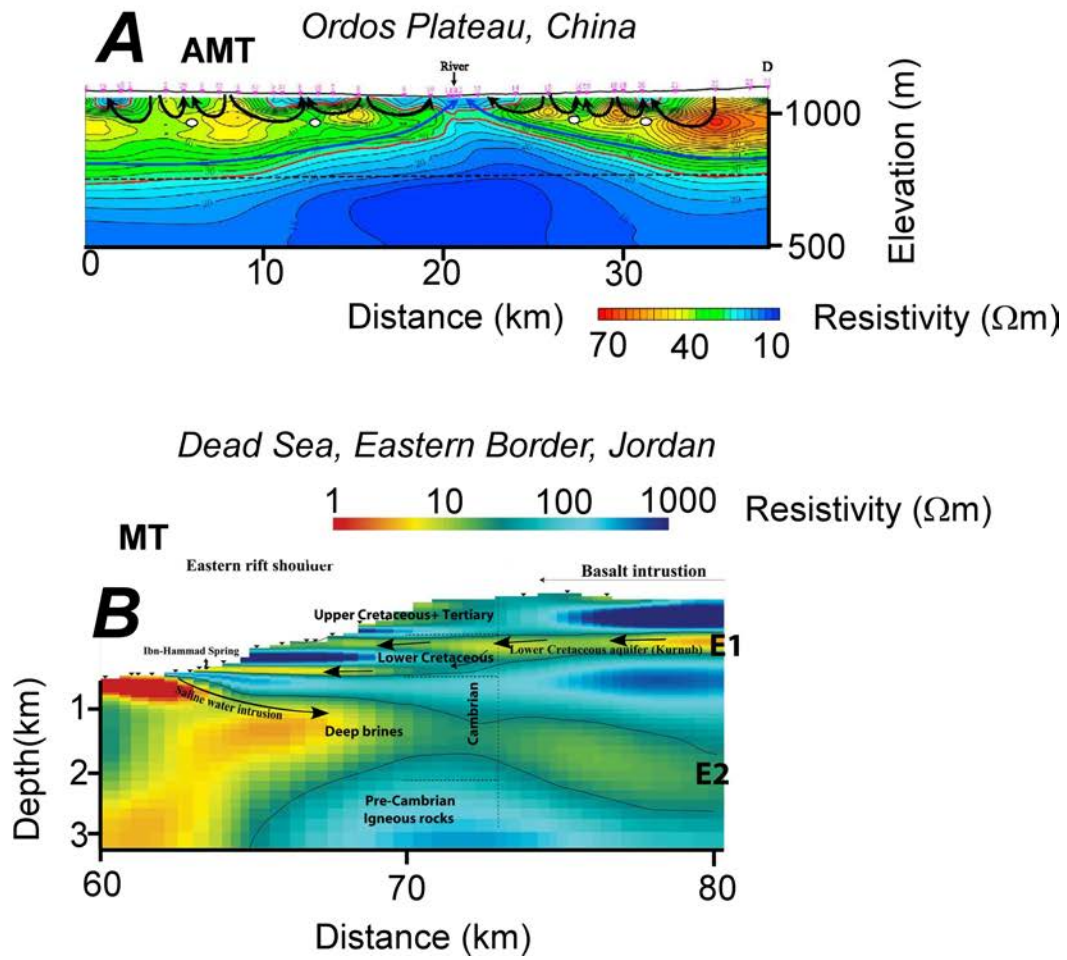 A
AMT
Ordos Plateau, China
River
D
1000
500
Elevation (m)
0 10 20 30
Distance (km)
70 40 10
Resistivity (Ωm)
Dead Sea, Eastern Border, Jordan
1 10 100 1000
Resistivity (Ωm)
MT
Eastern rift shoulder
Basalt intrustion
B
Upper Cretaceous+ Tertiary
E1
Ibn-Hammad Spring
Lower Cretaceous
Lower Cretaceous aquifer (Kurnub)
Saline water intrusion
Deep brines
Cambrian
E2
Pre-Cambrian
Igneous rocks
1
2
3
Depth(km)
60 70 80
Distance (km)